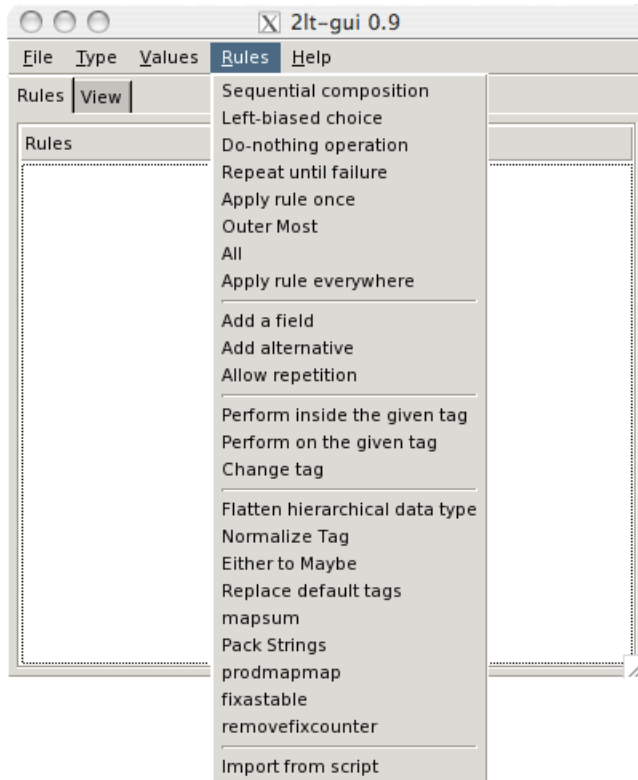 2lt-gui 0.9
File Type Values Rules Help
Rules View
Rules
Sequential composition
Left-biased choice
Do-nothing operation
Repeat until failure
Apply rule once
Outer Most
All
Apply rule everywhere
Add a field
Add alternative
Allow repetition
Perform inside the given tag
Perform on the given tag
Change tag
Flatten hierarchical data type
Normalize Tag
Either to Maybe
Replace default tags
mapsum
Pack Strings
prodmapmap
fixastable
removefixcounter
Import from script